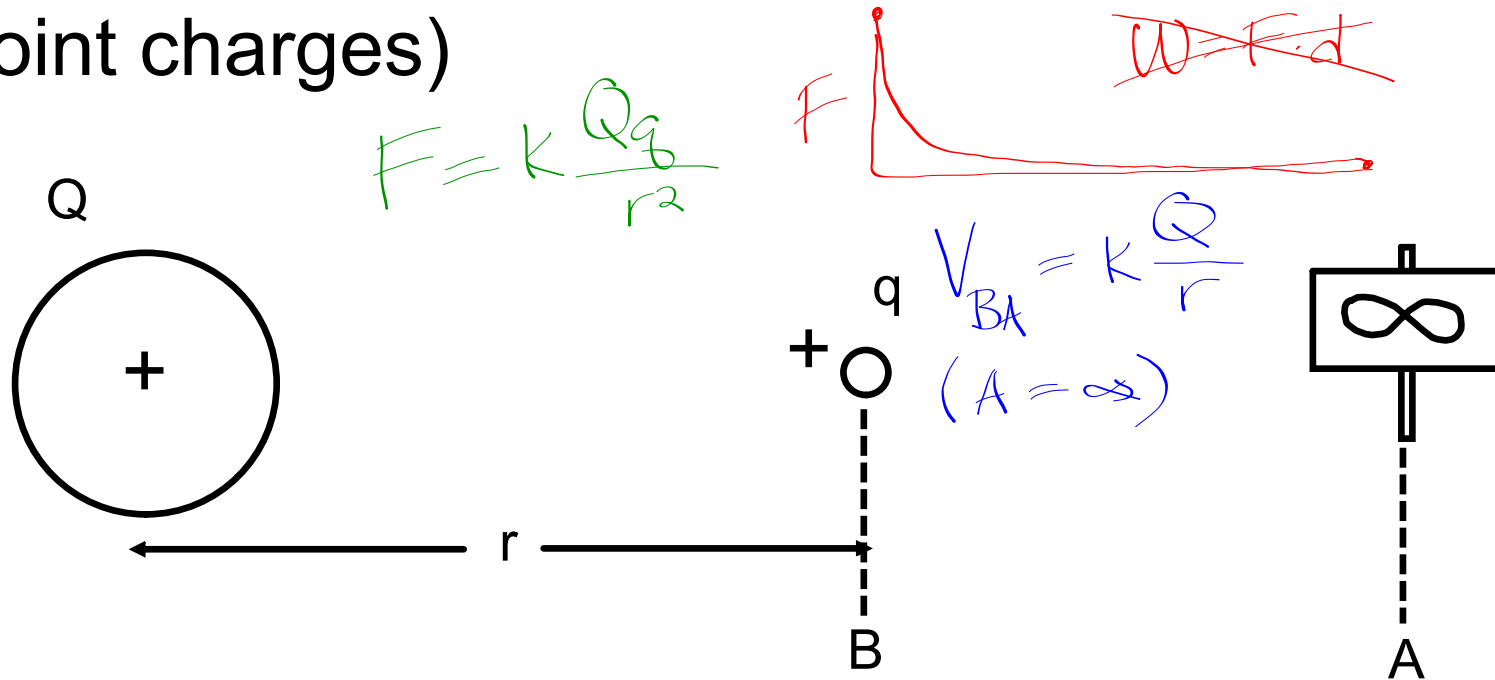 oint charges)
W=F·d
F
F = k Qq/r²
Q
q
V_BA = k Q/r
(A = ∞)
∞
+
+
r
B
A